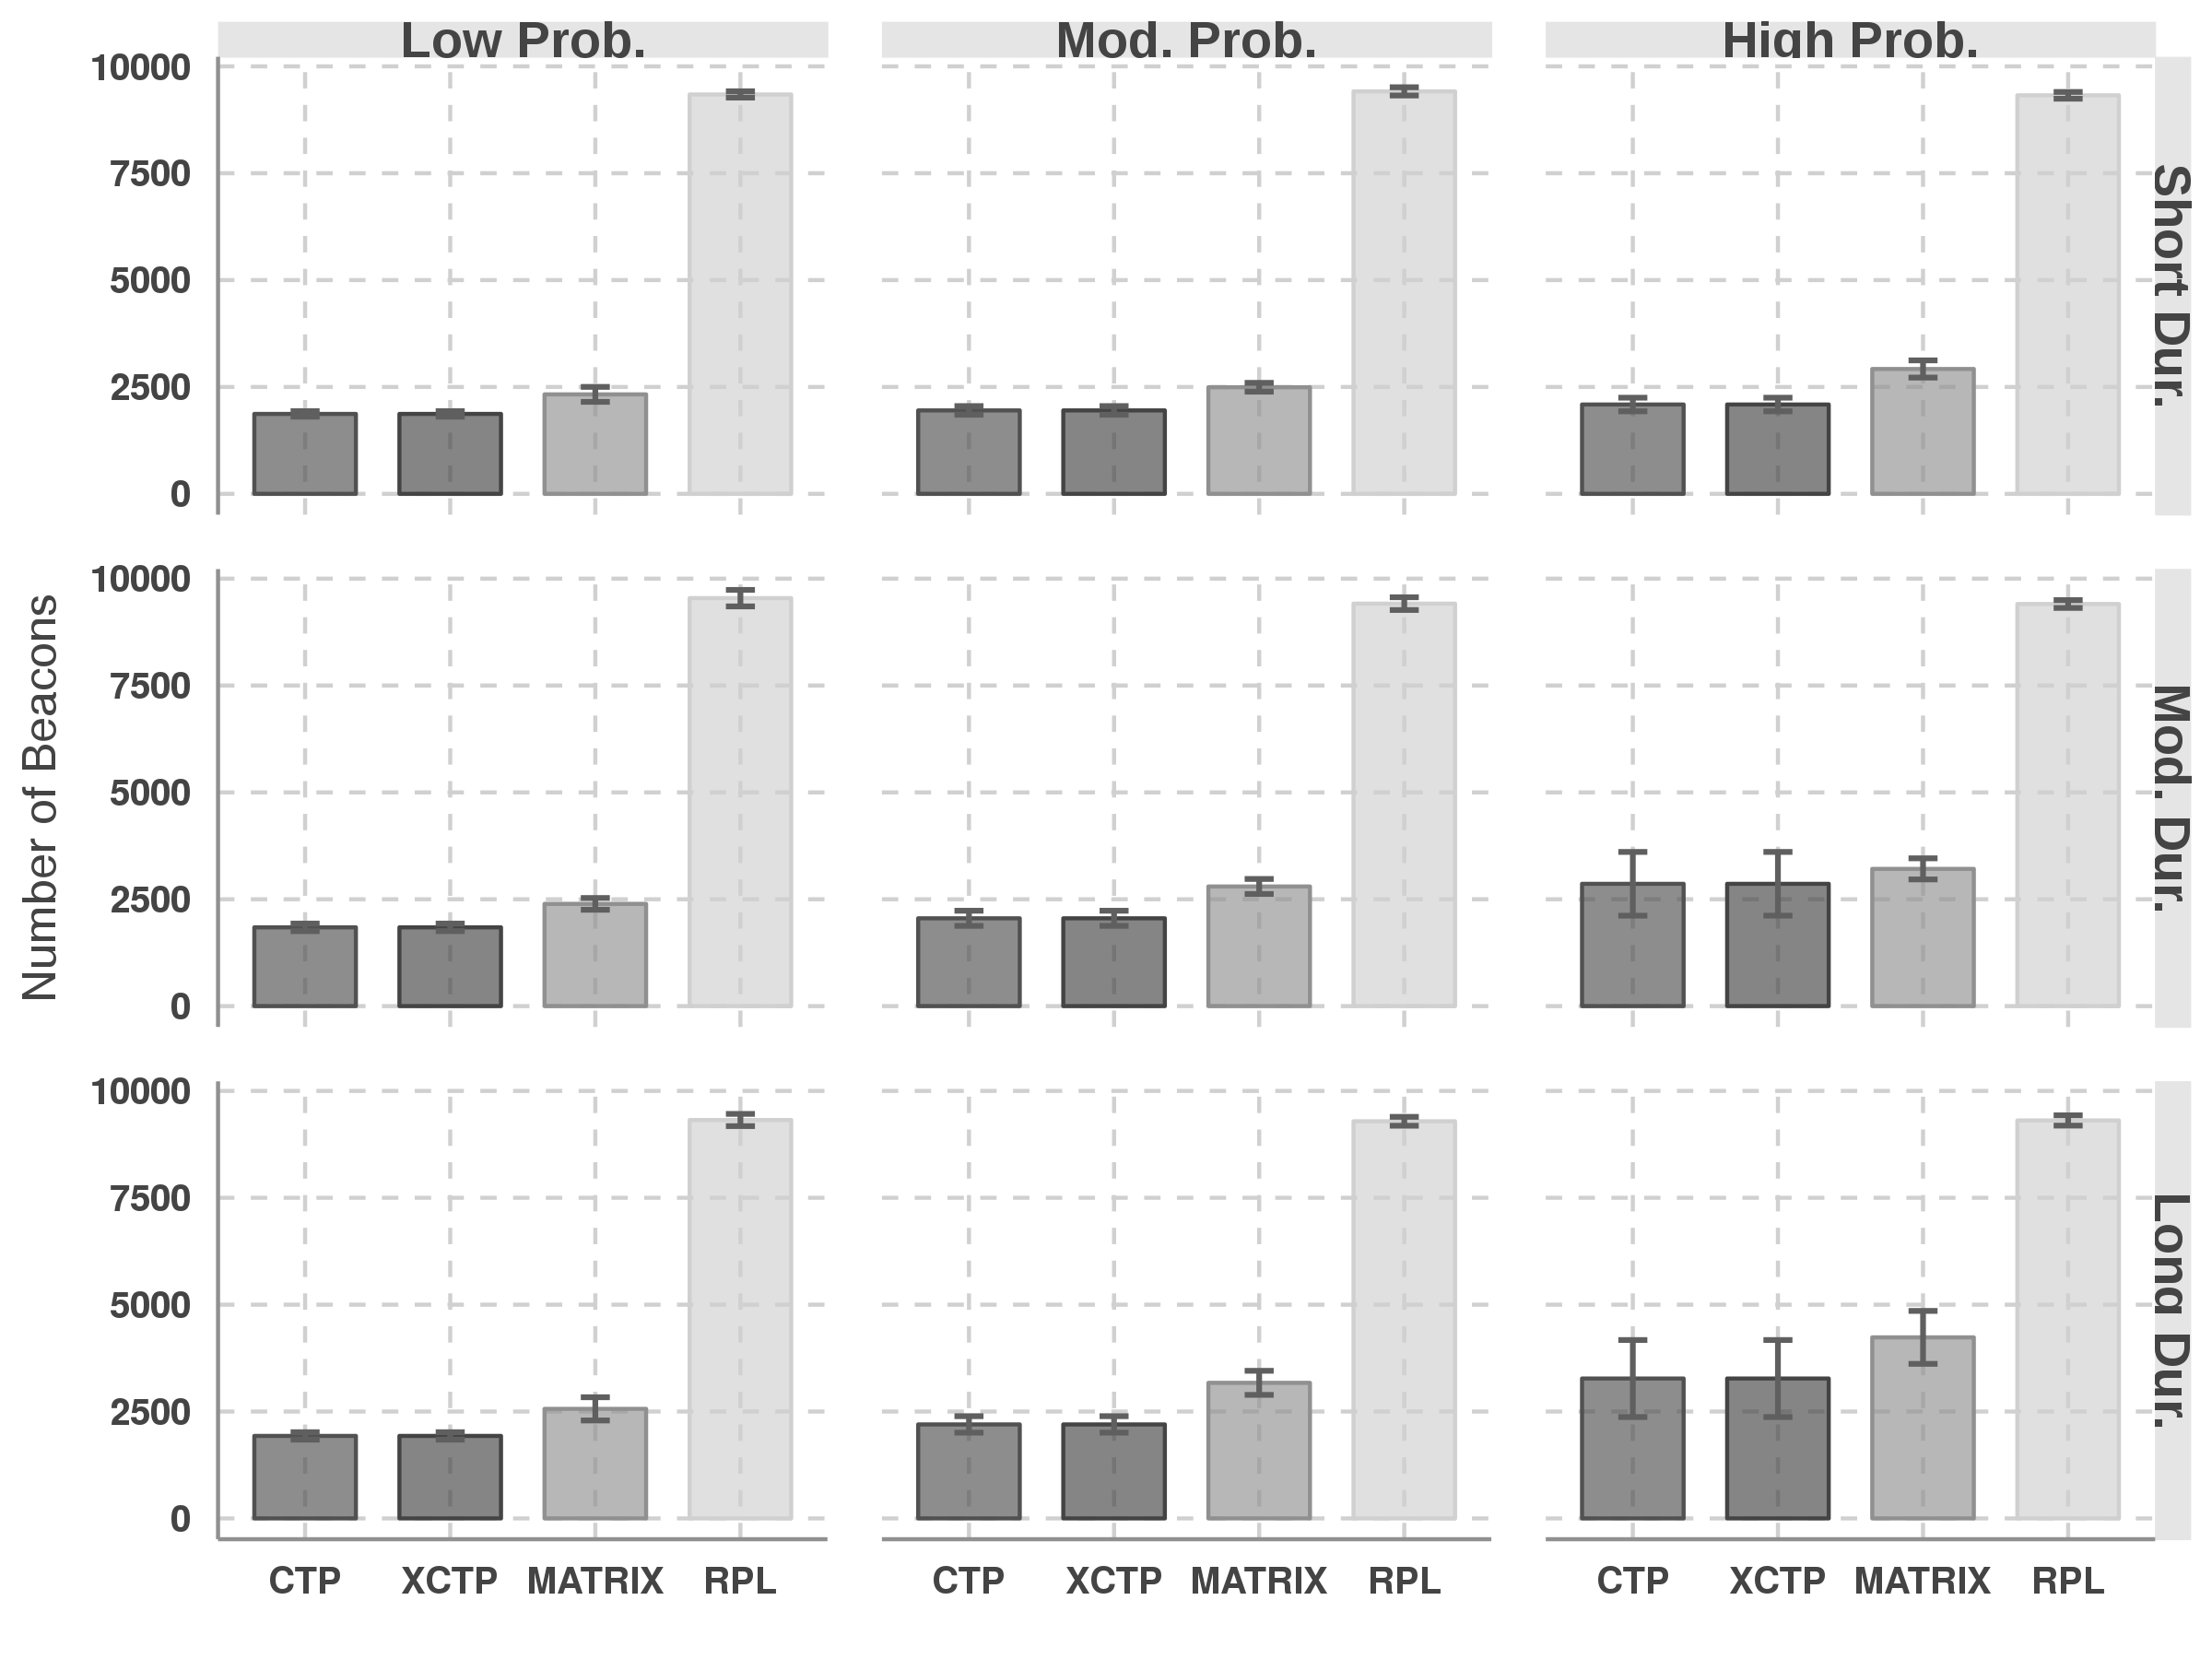 Low Prob.
Mod. Prob.
High Prob.
10000
7500
5000
2500
0
Short Dur.
Number of Beacons
10000
7500
5000
2500
0
Mod. Dur.
10000
7500
5000
2500
0
Long Dur.
CTP XCTP MATRIX RPL
CTP XCTP MATRIX RPL
CTP XCTP MATRIX RPL